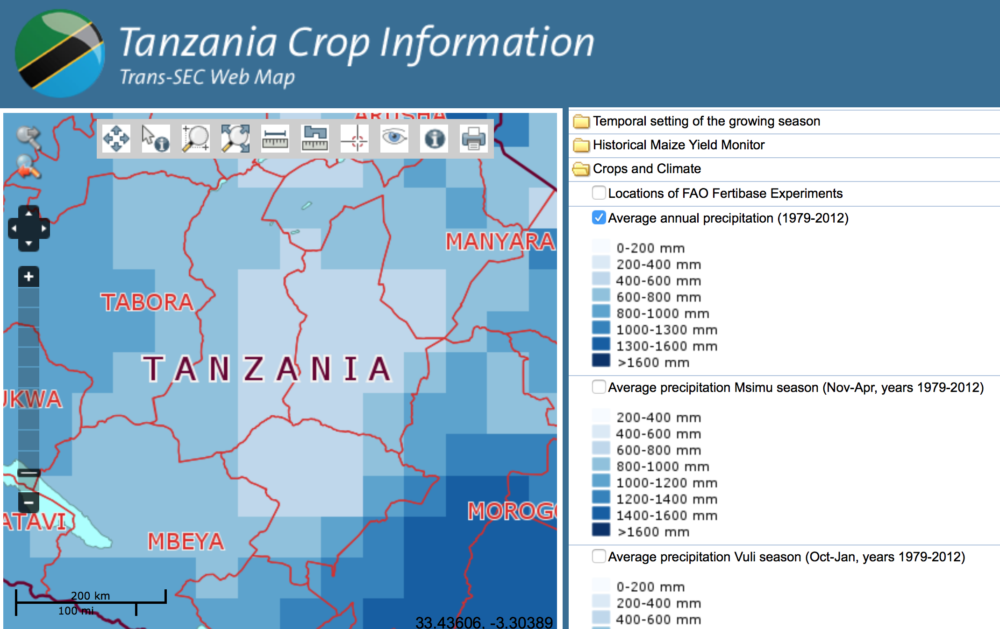 Tanzania Crop Information
Trans-SEC Web Map
ARUSHA
MANYARA
TABORA
TANZANIA
UKWA
MOROGO
ATAVI
MBEYA
200 km
100 mi
33.43606, -3.30389
Temporal setting of the growing season
Historical Maize Yield Monitor
Crops and Climate
Locations of FAO Fertibase Experiments
Average annual precipitation (1979-2012)
0-200 mm
200-400 mm
400-600 mm
600-800 mm
800-1000 mm
1000-1300 mm
1300-1600 mm
>1600 mm
Average precipitation Msimu season (Nov-Apr, years 1979-2012)
200-400 mm
400-600 mm
600-800 mm
800-1000 mm
1000-1200 mm
1200-1400 mm
1400-1600 mm
>1600 mm
Average precipitation Vuli season (Oct-Jan, years 1979-2012)
0-200 mm
200-400 mm
400-600 mm